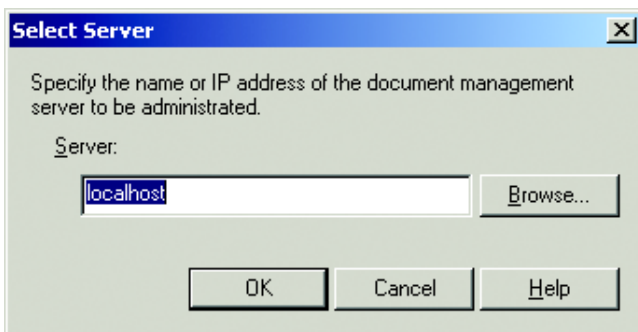 Select Server
Specify the name or IP address of the document management
server to be administrated.
Server:
localhost
Browse...
OK
Cancel
Help